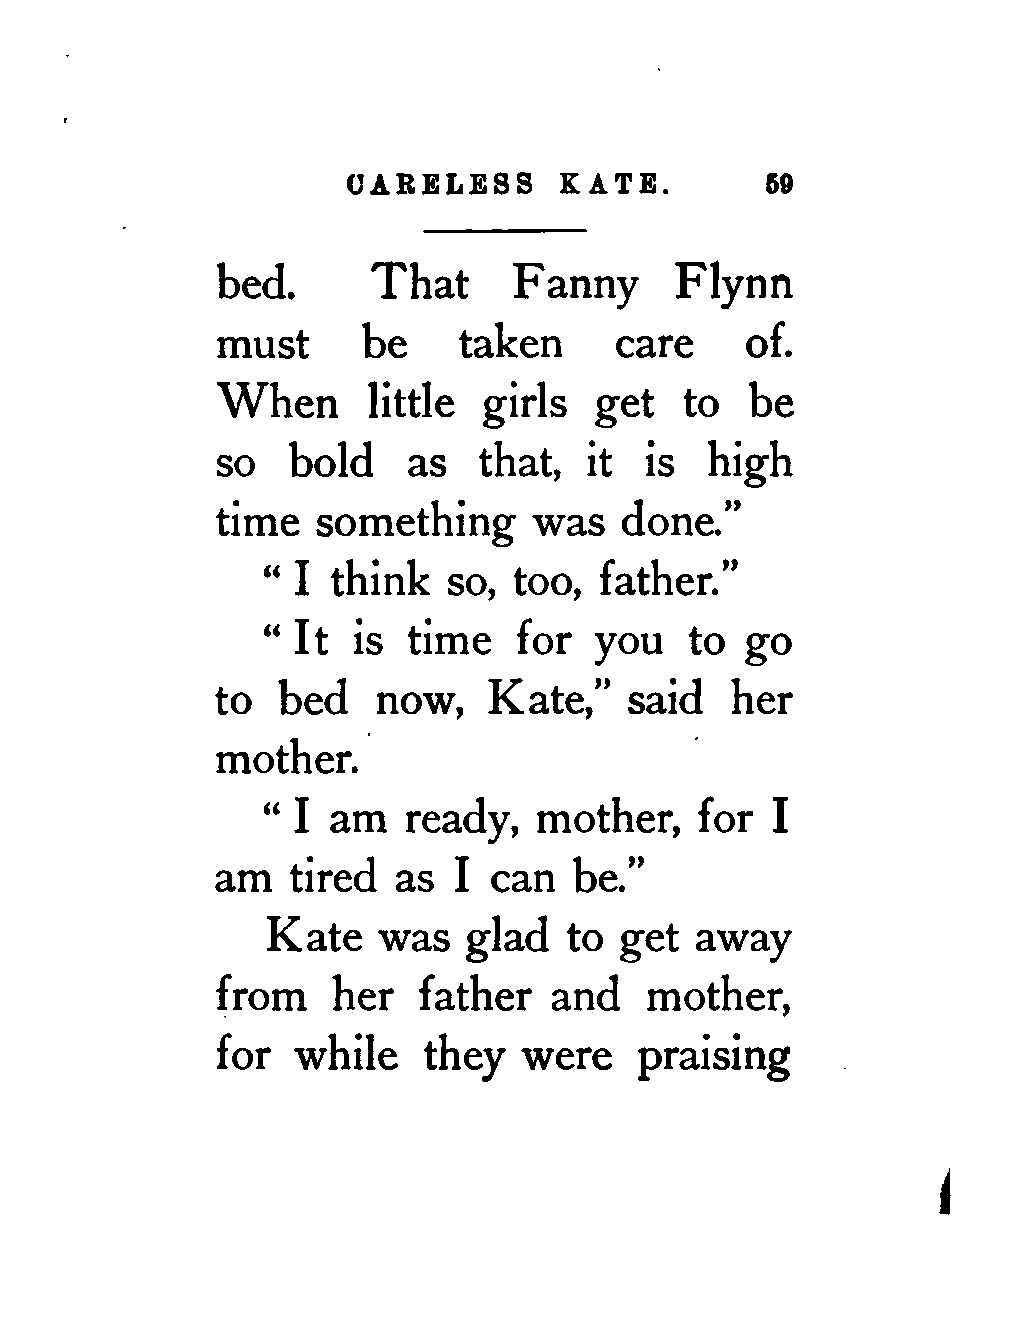 CARELESS KATE. 59
bed. That Fanny Flynn
must be taken care of.
When little girls get to be
so bold as that, it is high
time something was done.”
“ I think so, too, father.”
“ It is time for you to go
to bed now, Kate,” said her
mother.
“ I am ready, mother, for I
am tired as I can be.”
Kate was glad to get away
from her father and mother,
for while they were praising